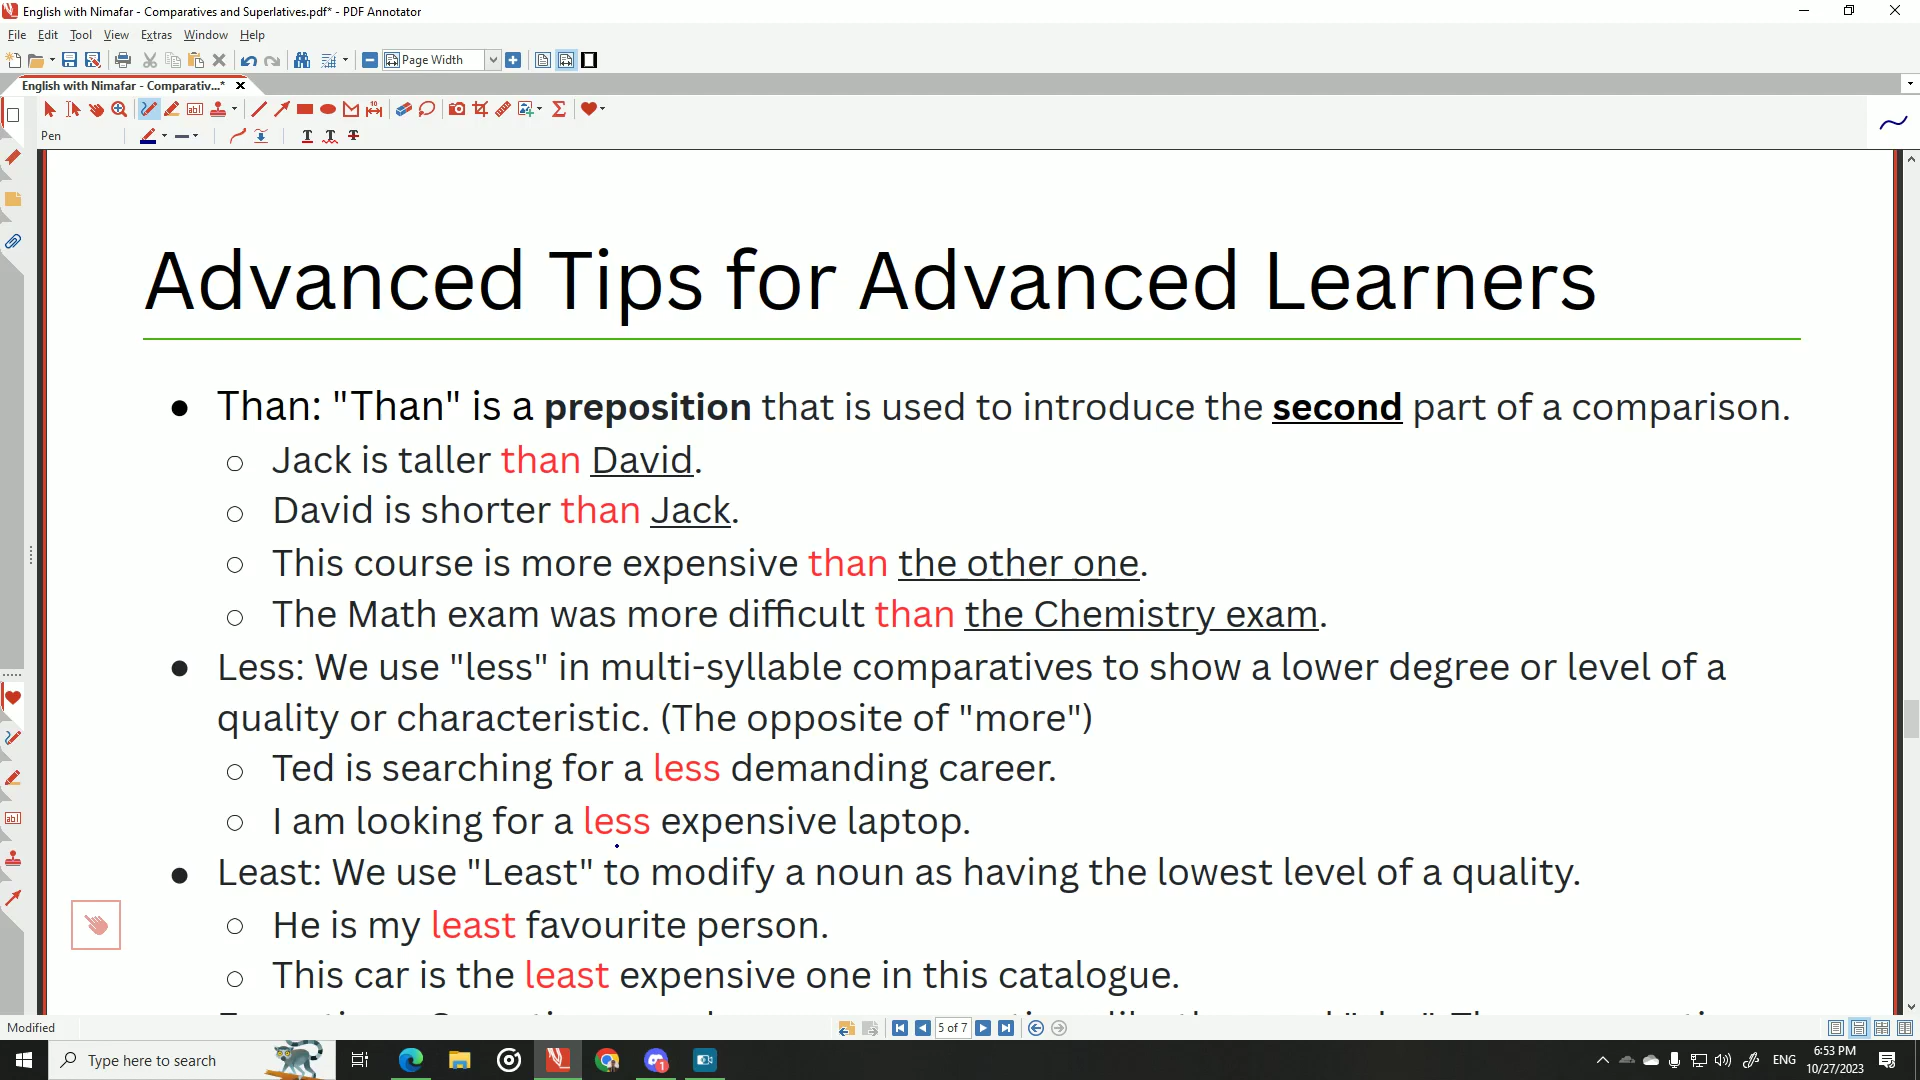 English with Nimafar - Comparatives and Superlatives.pdf* - PDF Annotator
File Edit Tool View Extras Window Help
Page Width
English with Nimafar - Comparativ...*
Pen
Advanced Tips for Advanced Learners
Than: "Than" is a preposition that is used to introduce the second part of a comparison.
Jack is taller than David.
David is shorter than Jack.
This course is more expensive than the other one.
The Math exam was more difficult than the Chemistry exam.
Less: We use "less" in multi-syllable comparatives to show a lower degree or level of a
quality or characteristic. (The opposite of "more")
Ted is searching for a less demanding career.
I am looking for a less expensive laptop.
Least: We use "Least" to modify a noun as having the lowest level of a quality.
He is my least favourite person.
This car is the least expensive one in this catalogue.
Modified
5 of 7
Type here to search
ENG
6:53 PM
10/27/2023